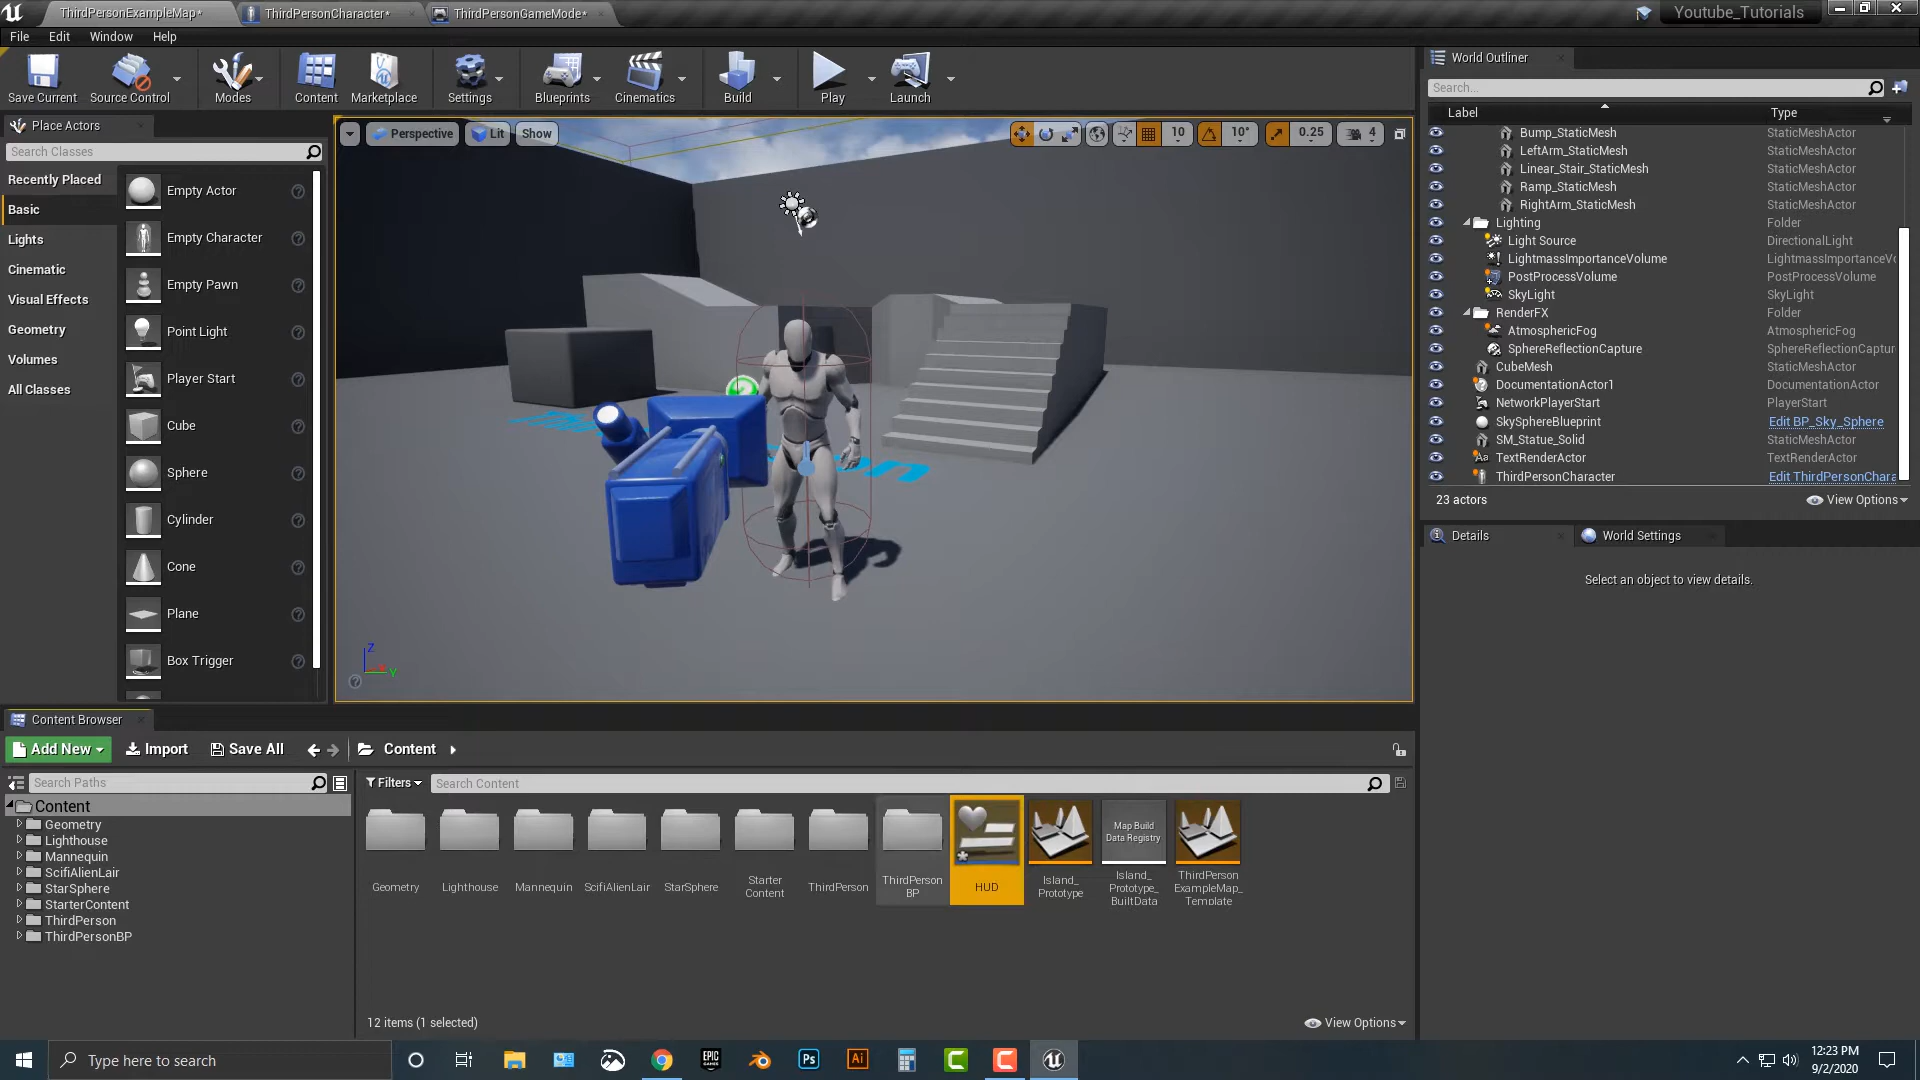 ThirdPersonExampleMap*
ThirdPersonCharacter*
ThirdPersonGameMode*
Youtube_Tutorials
File
Edit
Window
Help
Save Current
Source Control
Modes
Content
Marketplace
Settings
Blueprints
Cinematics
Build
Play
Launch
Place Actors
Search Classes
Recently Placed
Basic
Lights
Cinematic
Visual Effects
Geometry
Volumes
All Classes
Empty Actor
Empty Character
Empty Pawn
Point Light
Player Start
Cube
Sphere
Cylinder
Cone
Plane
Box Trigger
Perspective
Lit
Show
10
10°
0.25
4
Z
Y
World Outliner
Search...
Label
Type
Bump_StaticMesh StaticMeshActor
LeftArm_StaticMesh StaticMeshActor
Linear_Stair_StaticMesh StaticMeshActor
Ramp_StaticMesh StaticMeshActor
RightArm_StaticMesh StaticMeshActor
Lighting Folder
Light Source DirectionalLight
LightmassImportanceVolume LightmassImportanceVo
PostProcessVolume PostProcessVolume
SkyLight SkyLight
RenderFX Folder
AtmosphericFog AtmosphericFog
SphereReflectionCapture SphereReflectionCaptur
CubeMesh StaticMeshActor
DocumentationActor1 DocumentationActor
NetworkPlayerStart PlayerStart
SkySphereBlueprint Edit BP_Sky_Sphere
SM_Statue_Solid StaticMeshActor
TextRenderActor TextRenderActor
ThirdPersonCharacter Edit ThirdPersonChara
23 actors
View Options
Details
World Settings
Select an object to view details.
Content Browser
Add New
Import
Save All
Content
Search Paths
Filters
Search Content
Content
Geometry
Lighthouse
Mannequin
ScifiAlienLair
StarSphere
StarterContent
ThirdPerson
ThirdPersonBP
Geometry
Lighthouse
Mannequin
ScifiAlienLair
StarSphere
Starter
Content
ThirdPerson
ThirdPerson
BP
HUD
Island_
Prototype
Map Build
Data Registry
Island_
Prototype_
BuiltData
ThirdPerson
ExampleMap_
Template
12 items (1 selected)
View Options
Type here to search
EPIC
GAMES
Ps
Ai
12:23 PM
9/2/2020